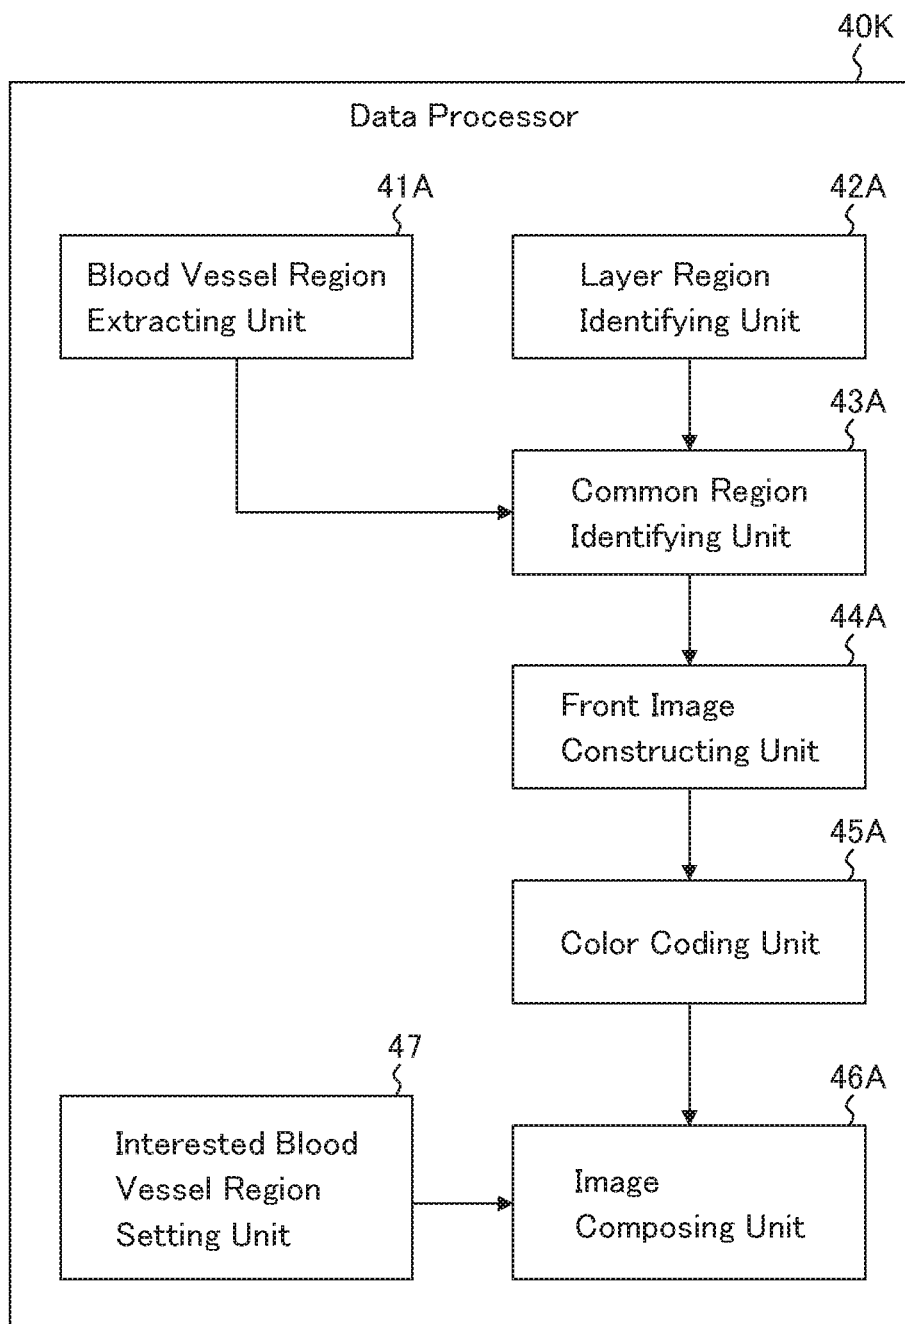 40K
Data Processor
41A
42A
Blood Vessel Region
Extracting Unit
Layer Region
Identifying Unit
43A
Common Region
Identifying Unit
44A
Front Image
Constructing Unit
45A
Color Coding Unit
47
46A
Interested Blood
Vessel Region
Setting Unit
Image
Composing Unit